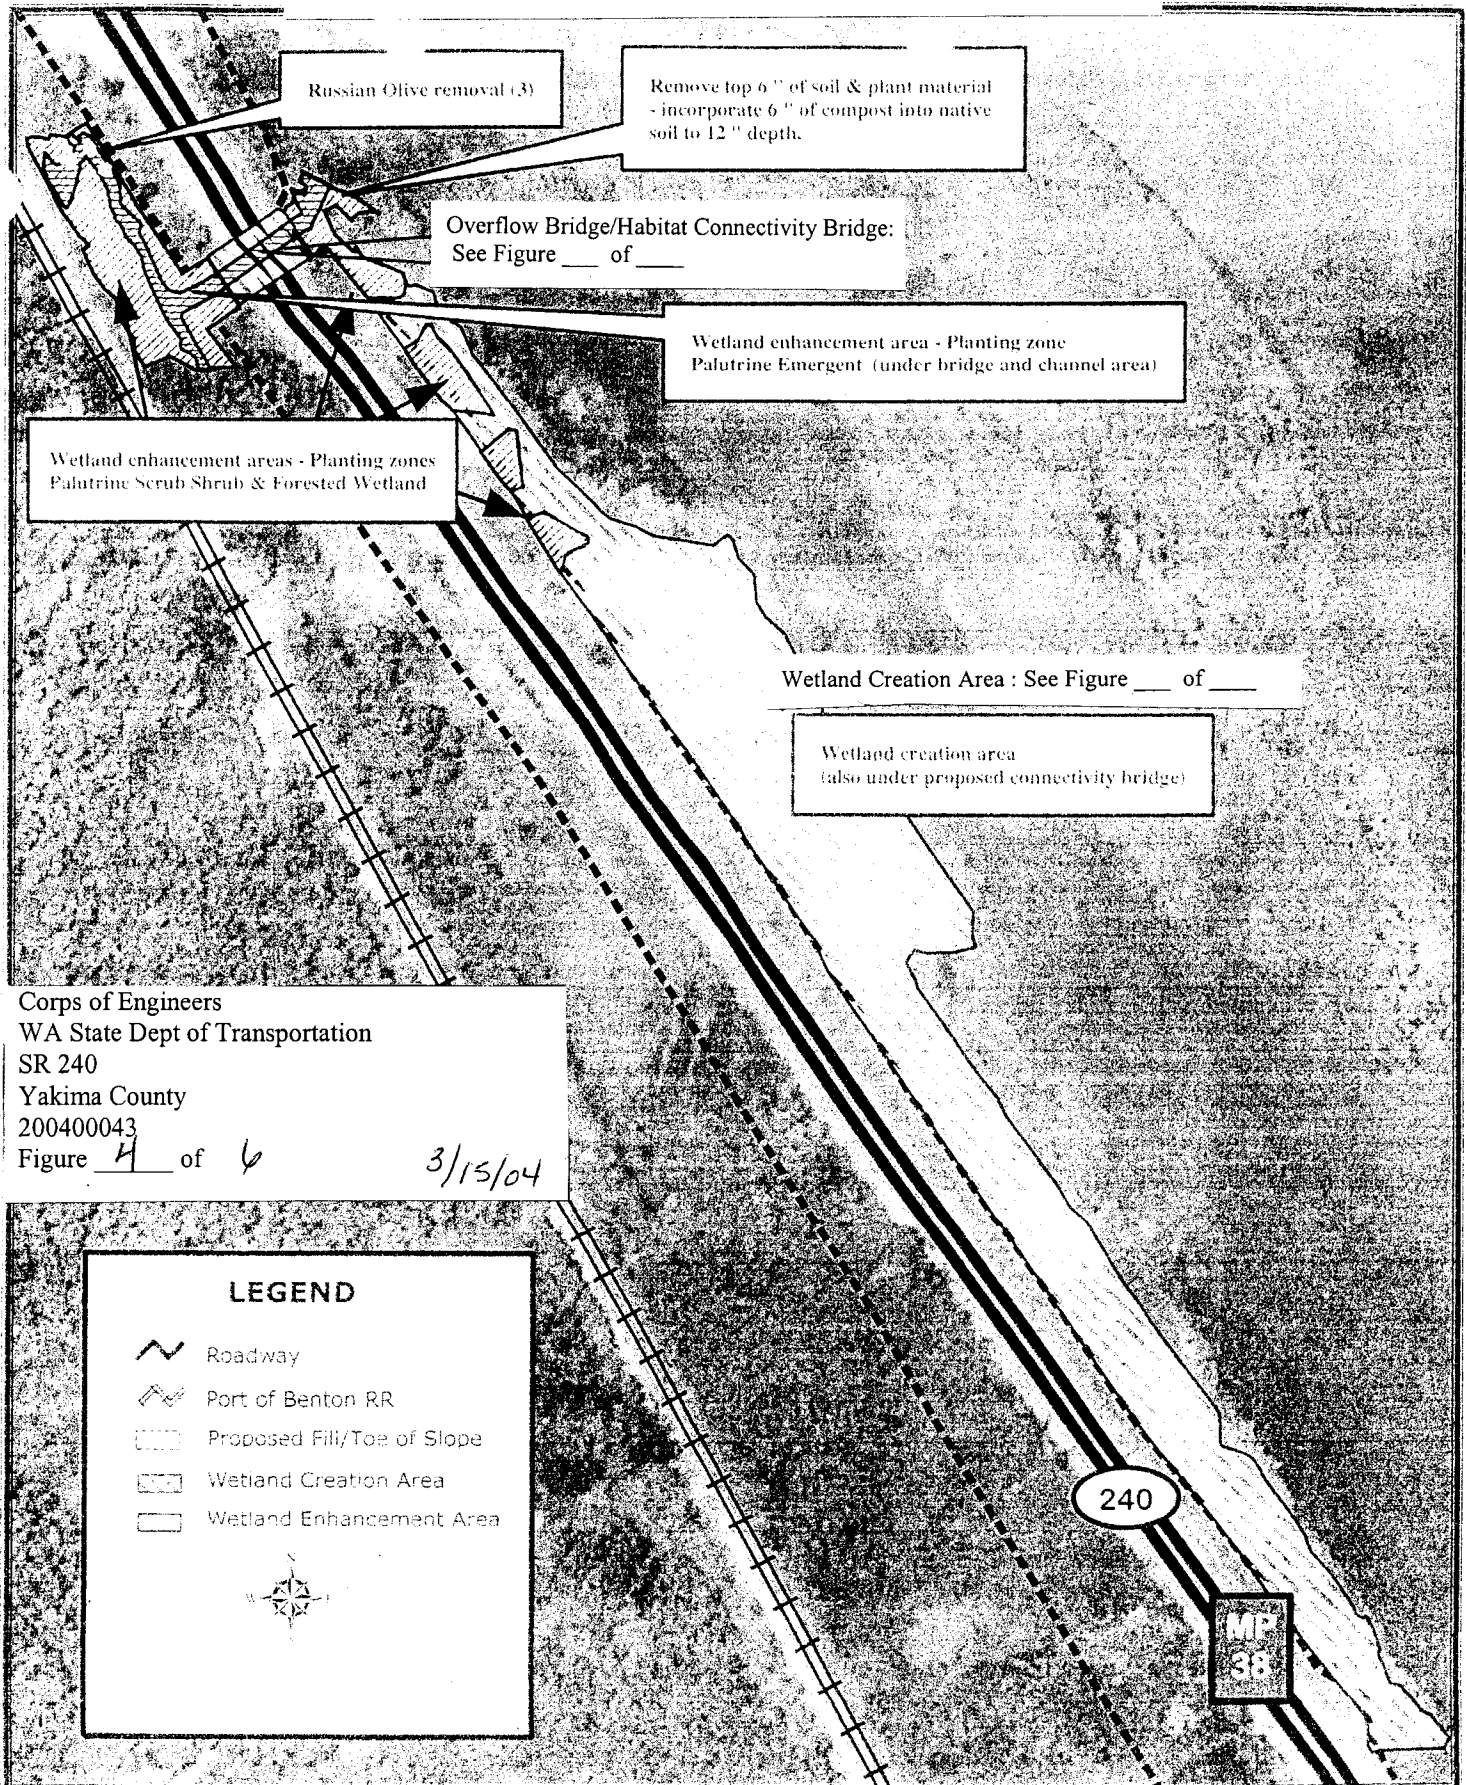 Russian Olive removal (3)
Remove top 6 " of soil & plant material
- incorporate 6 " of compost into native
soil to 12 " depth.
Overflow Bridge/Habitat Connectivity Bridge:
See Figure ___ of ____
Wetland enhancement area - Planting zone
Palutrine Emergent (under bridge and channel area)
Wetland enhancement areas - Planting zones
Palutrine Scrub Shrub & Forested Wetland
Wetland Creation Area : See Figure ___ of ____
Wetland creation area
(also under proposed connectivity bridge)
Corps of Engineers
WA State Dept of Transportation
SR 240
Yakima County
200400043
Figure 4 of 6 3/15/04
LEGEND
Roadway
Port of Benton RR
Proposed Fill/Toe of Slope
Wetland Creation Area
Wetland Enhancement Area
N
W E
240
MP
38